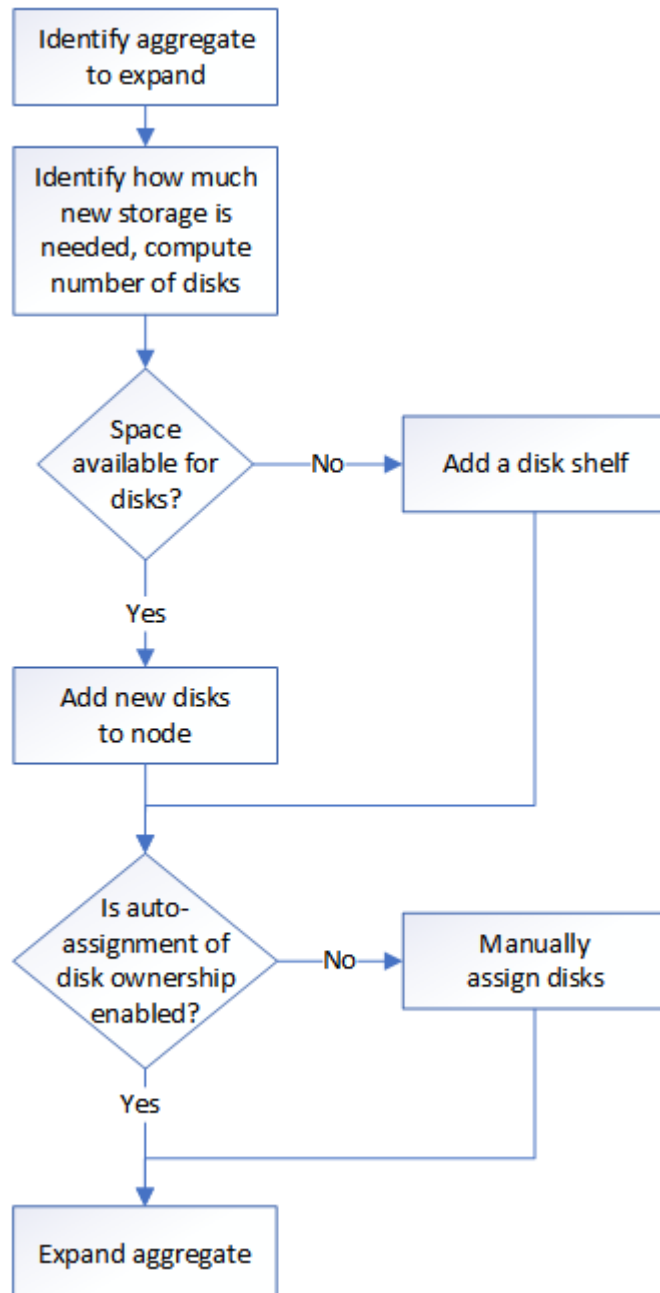 Identify aggregate
to expand
Identify how much
new storage is
needed, compute
number of disks
Space
available for
disks?
No
Add a disk shelf
Yes
Add new disks
to node
Is auto-
assignment of
disk ownership
enabled?
No
Manually
assign disks
Yes
Expand aggregate